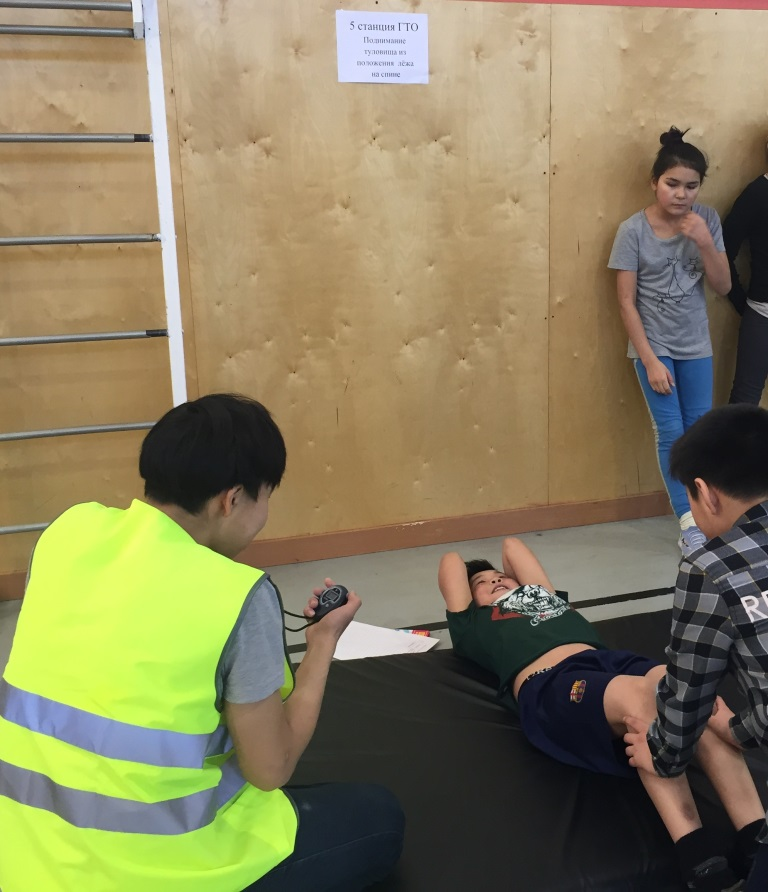 5 станция ГТО
Поднимание
туловища из
положения лёжа
на спине